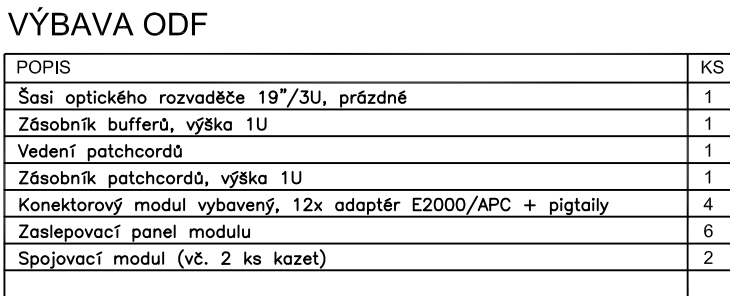 VÝBAVA ODF
POPIS KS
Šasi optického rozvaděče 19"/3U, prázdné 1
Zásobník bufferů, výška 1U 1
Vedení patchcordů 1
Zásobník patchcordů, výška 1U 1
Konektorový modul vybavený, 12x adaptér E2000/APC + pigtaily 4
Zaslepovací panel modulu 6
Spojovací modul (vč. 2 ks kazet) 2